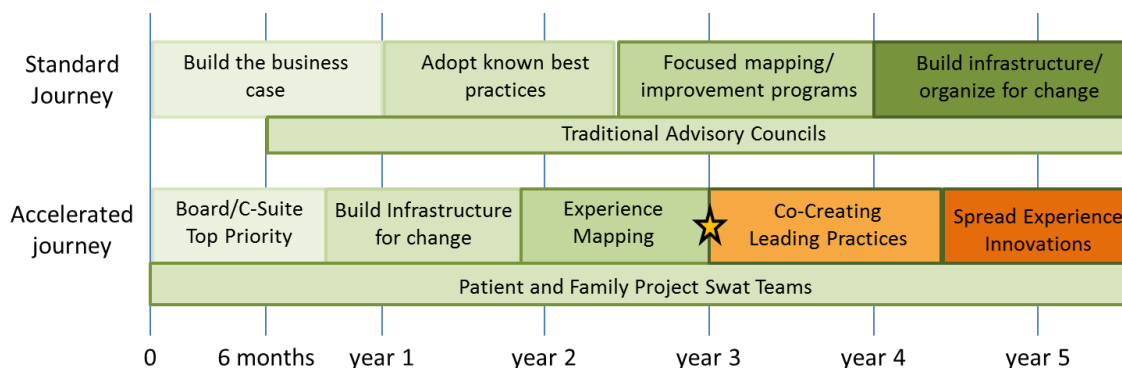 Standard
Journey
Build the business
case
Adopt known best
practices
Focused mapping/
improvement programs
Build infrastructure/
organize for change
Traditional Advisory Councils
Accelerated
journey
Board/C-Suite
Top Priority
Build Infrastructure
for change
Experience
Mapping
Co-Creating
Leading Practices
Spread Experience
Innovations
Patient and Family Project Swat Teams
0
6 months
year 1
year 2
year 3
year 4
year 5